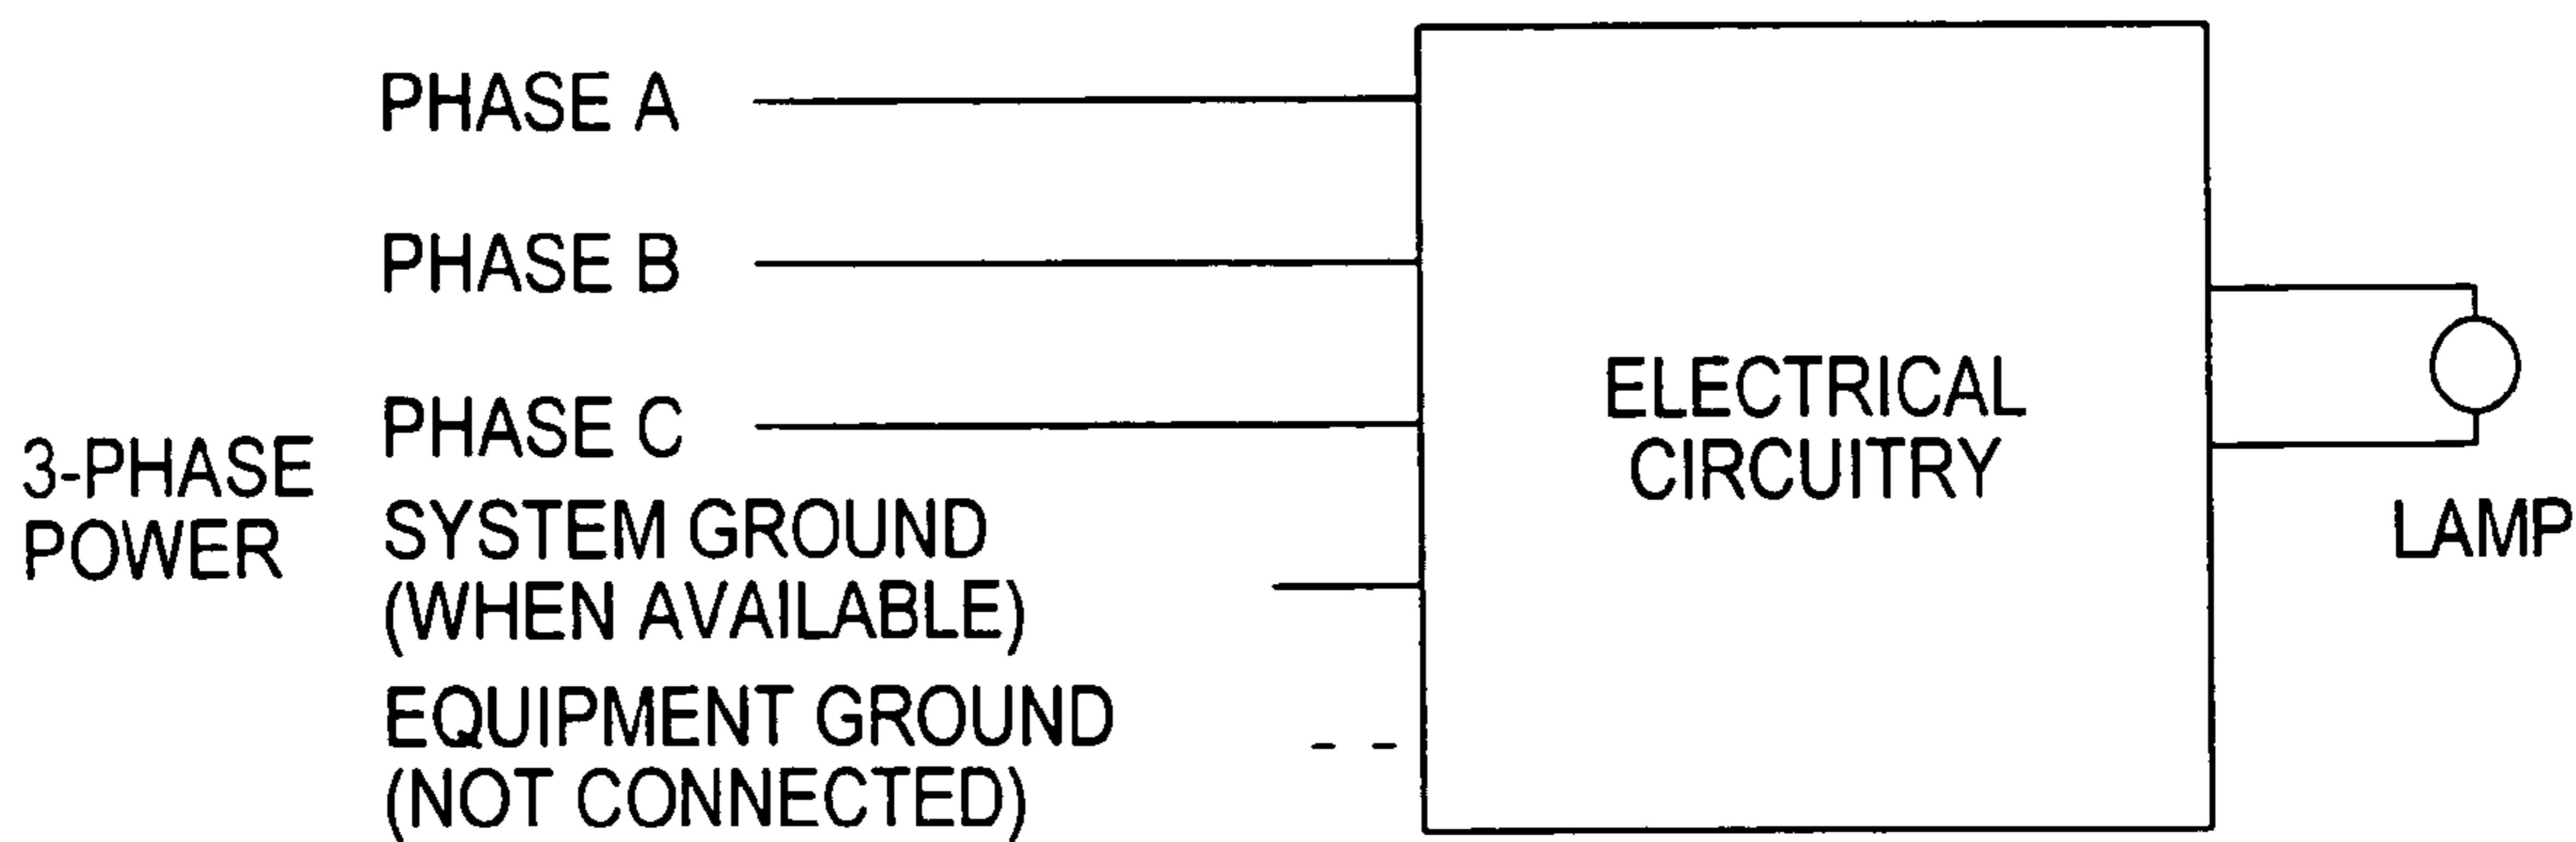 PHASE A
PHASE B
PHASE C
3-PHASE
POWER
SYSTEM GROUND
(WHEN AVAILABLE)
EQUIPMENT GROUND
(NOT CONNECTED)
ELECTRICAL
CIRCUITRY
LAMP